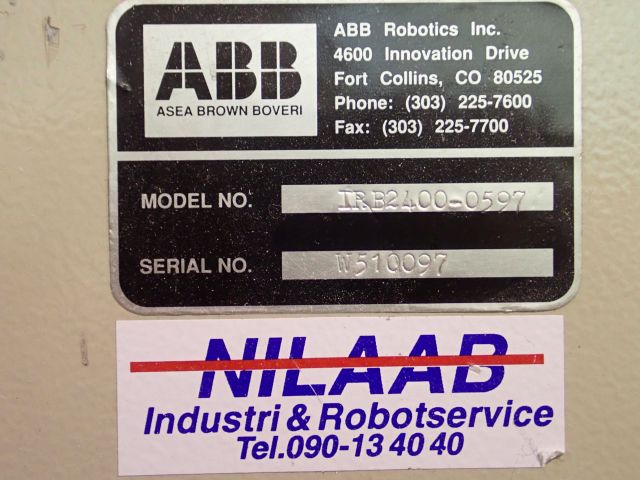 ABB
ASEA BROWN BOVERI
ABB Robotics Inc.
4600 Innovation Drive
Fort Collins, CO 80525
Phone: (303) 225-7600
Fax: (303) 225-7700
MODEL NO. IRB2400-0597
SERIAL NO. W510097
NILAAB
Industri & Robotservice
Tel.090-13 40 40